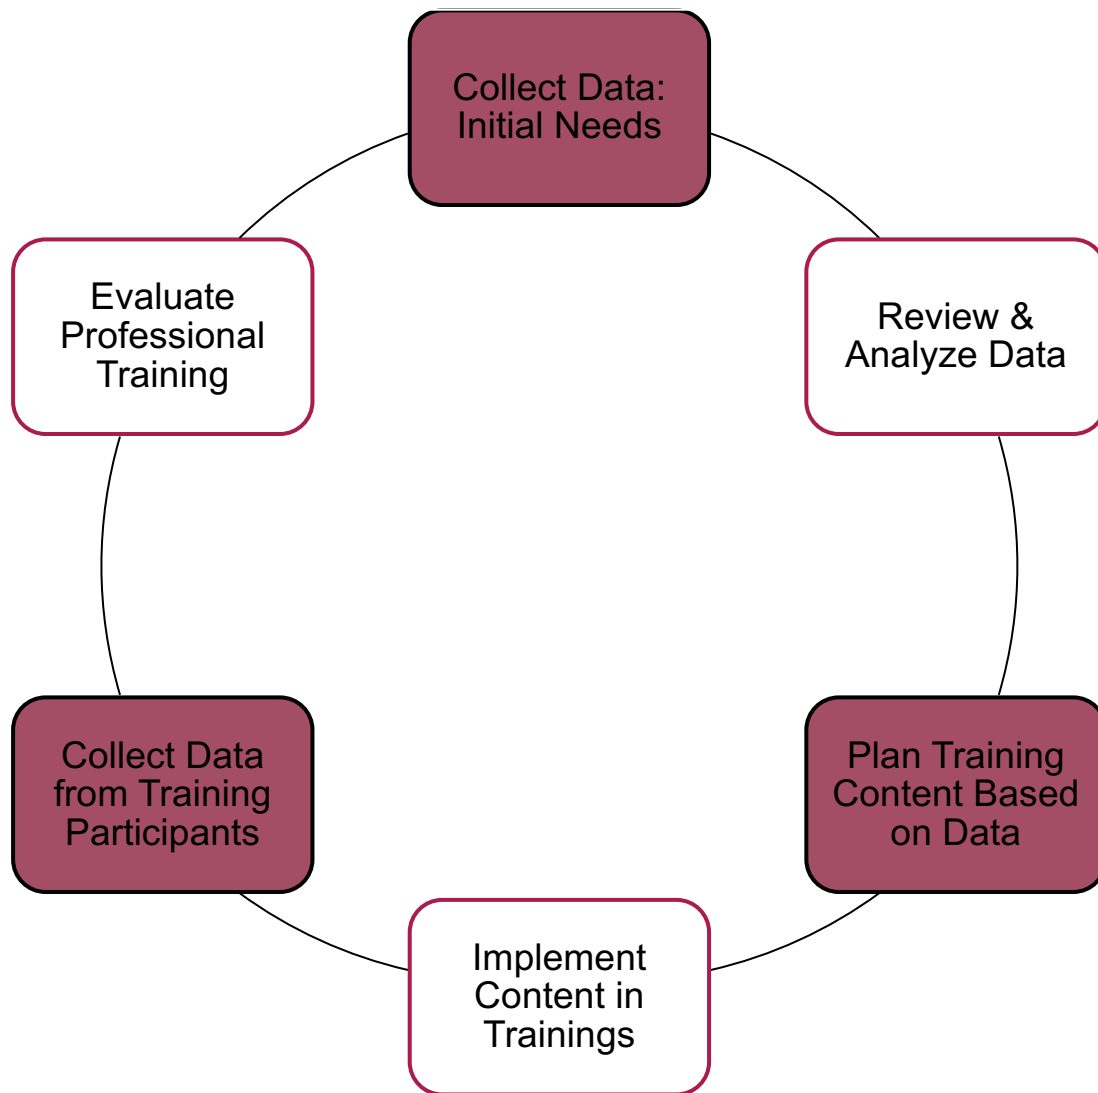 Collect Data:
Initial Needs
Review &
Analyze Data
Plan Training
Content Based
on Data
Implement
Content in
Trainings
Collect Data
from Training
Participants
Evaluate
Professional
Training